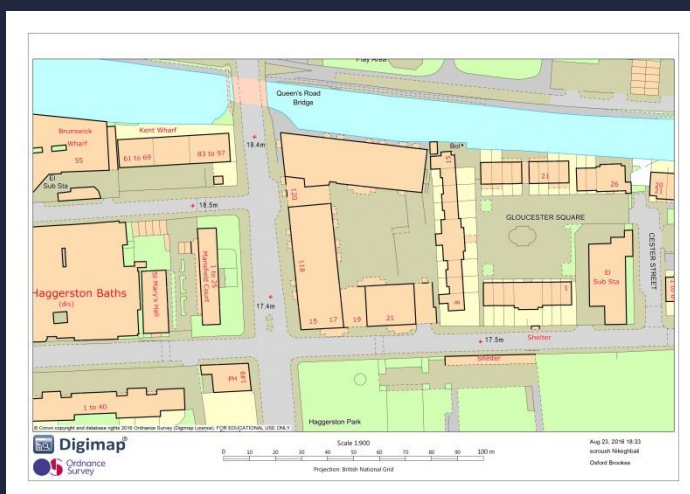 Play Area
Queen's Road
Bridge
Brunswick
Wharf
55
Kent Wharf
61 to 69
83 to 97
El
Sub Sta
18.4m
18.5m
120
118
15
17
19
21
17.4m
Haggerston Baths
(dis)
St Mary's Hall
Mansfield Court
1 to 25
Bol
15
8
21
26
GLOUCESTER SQUARE
1
El
Sub Sta
CESTER STREET
17.5m
Shelter
Shelter
PH
149
1 to 40
Haggerston Park
© Crown copyright and database rights 2016 Ordnance Survey (Digimap Licence). FOR EDUCATIONAL USE ONLY.
Digimap®
Ordnance
Survey
Scale 1:900
0 10 20 30 40 50 60 70 80 90 100 m
Projection: British National Grid
Aug 23, 2016 18:33
soroush Nikeghbali
Oxford Brookes